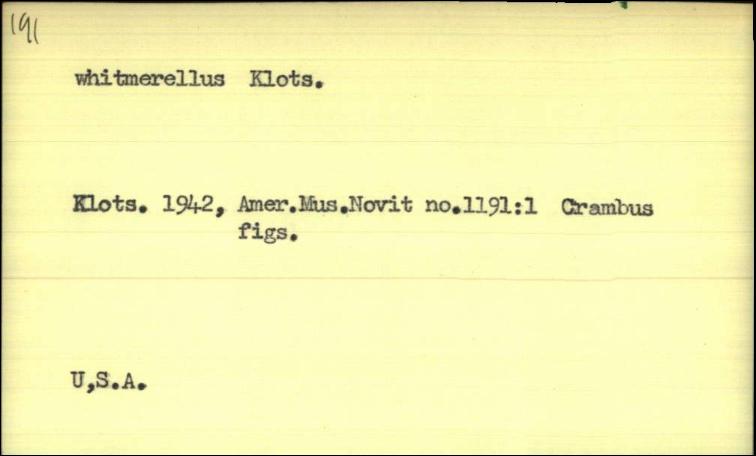 191
whitmerellus Klots.
Klots. 1942, Amer.Mus.Novit no.1191:1 Crambus
figs.
U,S.A.